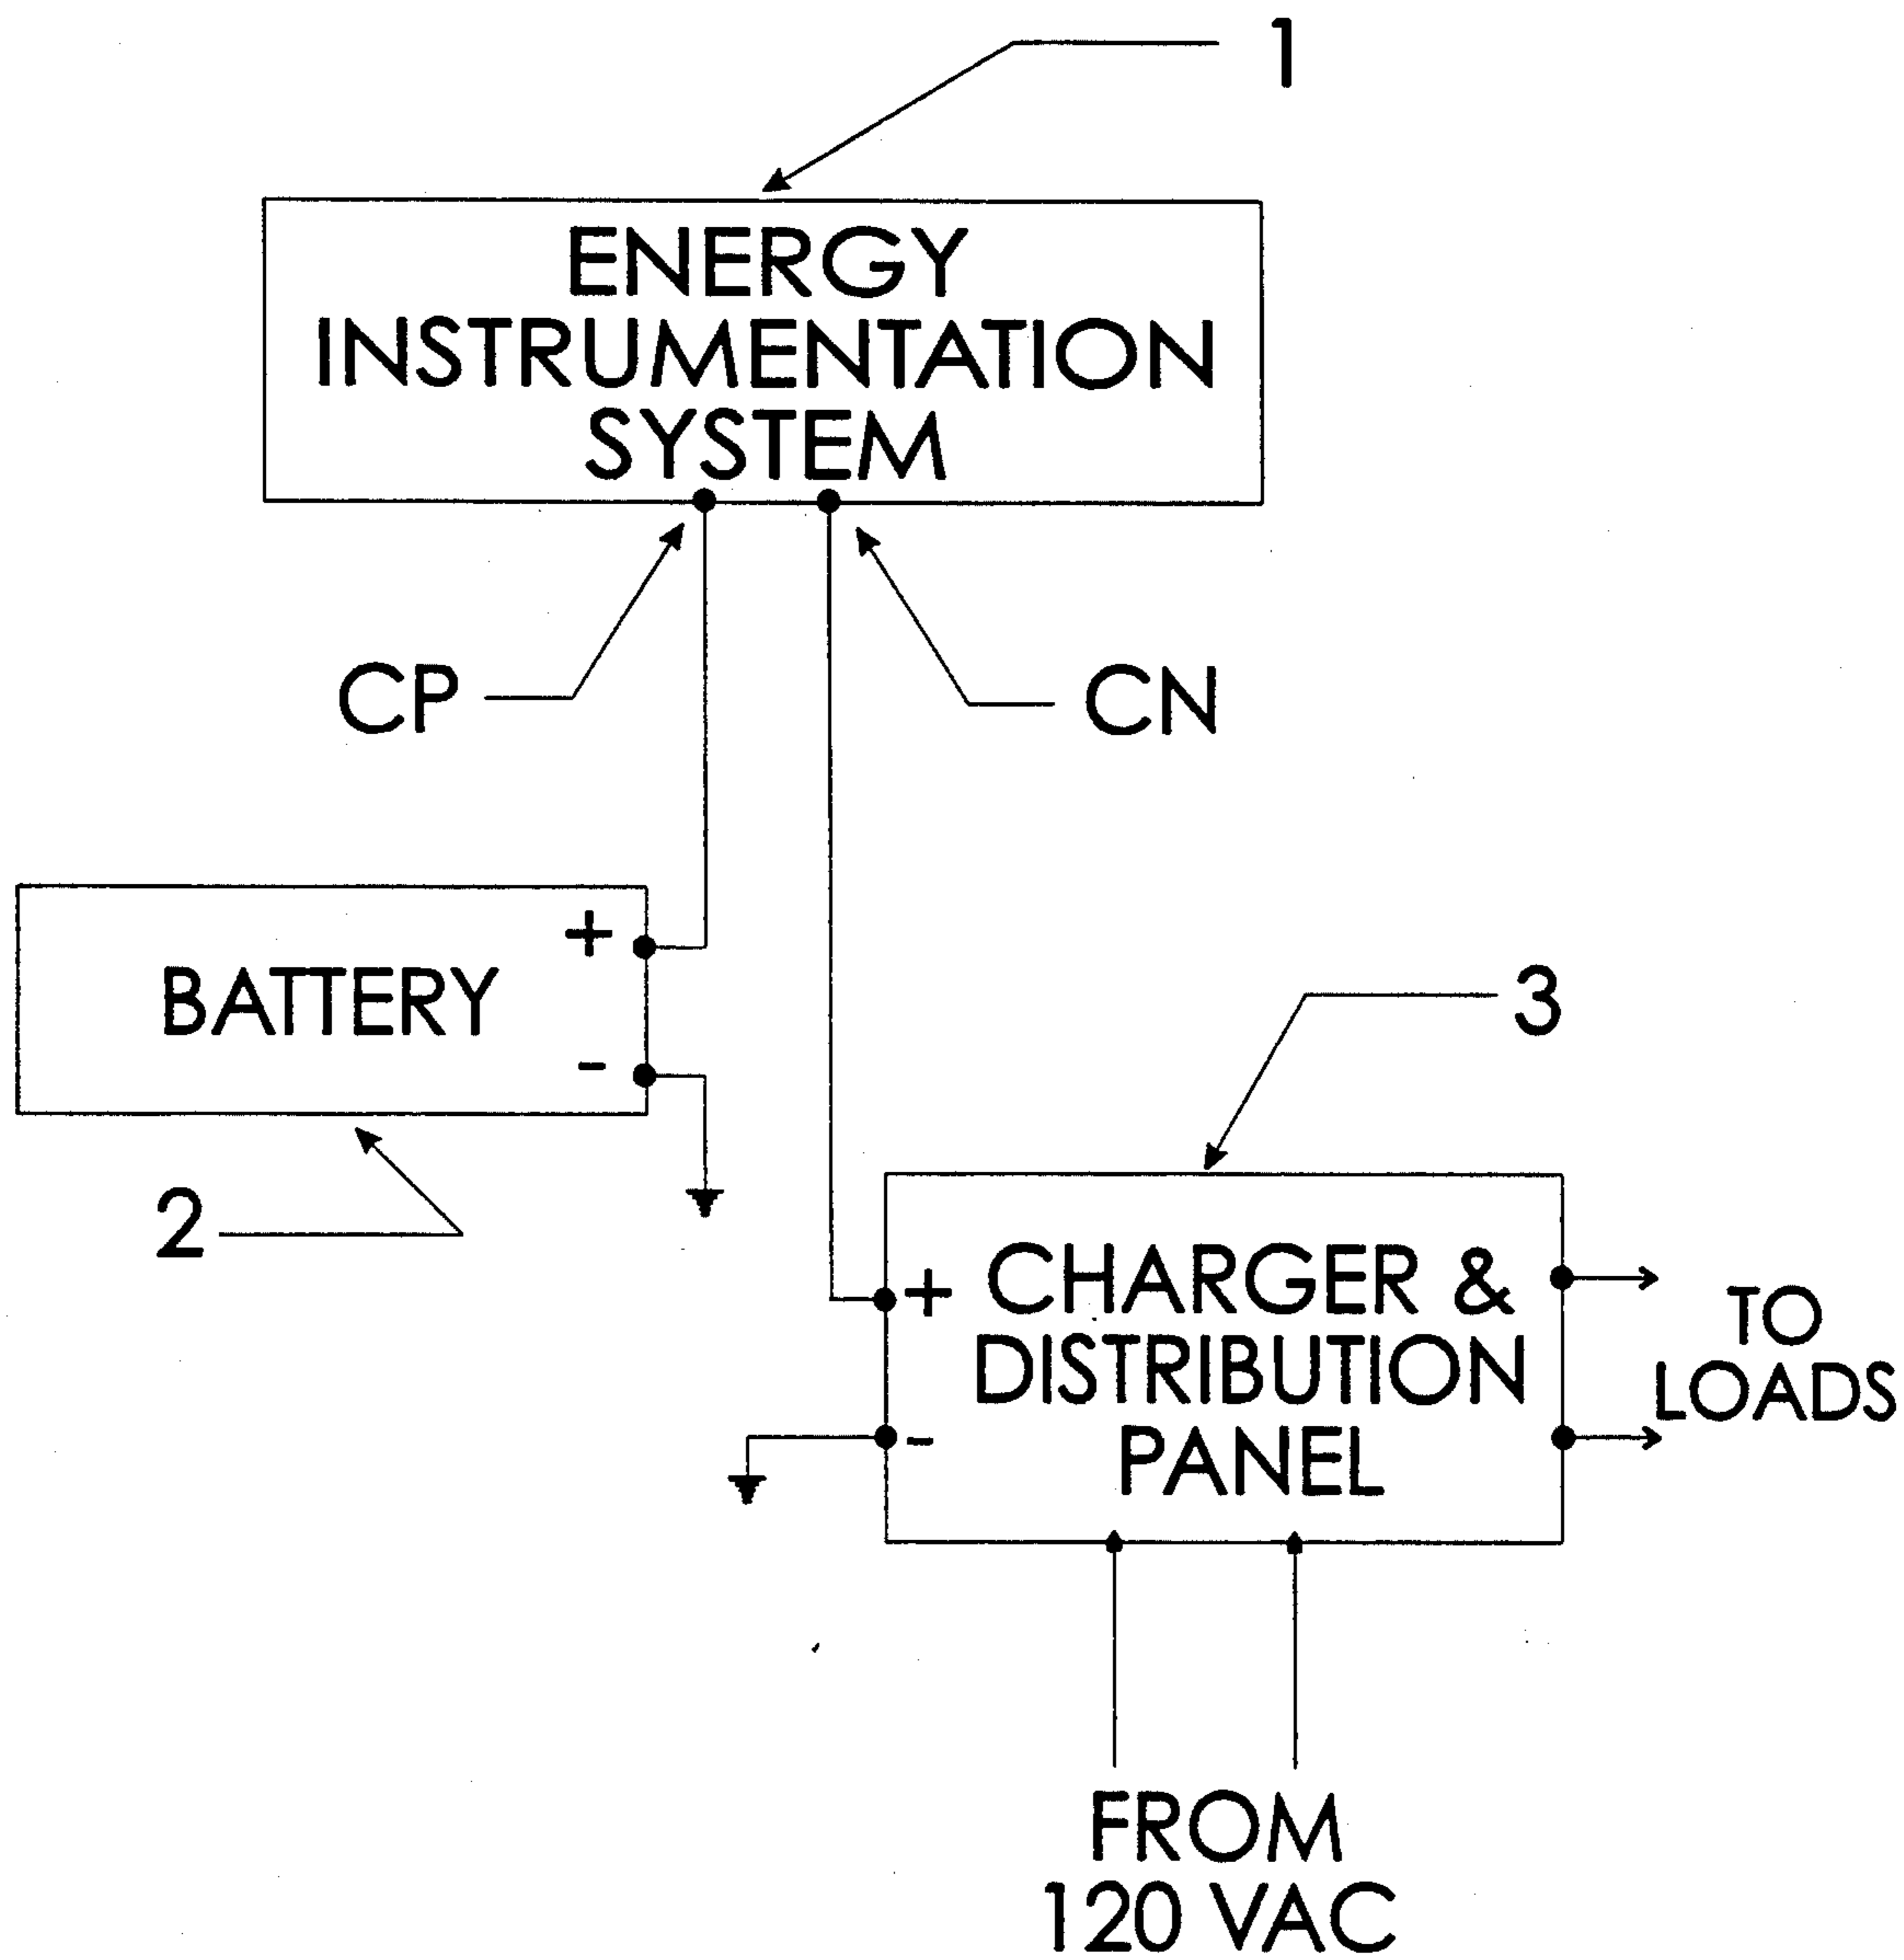 1
ENERGY
INSTRUMENTATION
SYSTEM
CP
CN
+
BATTERY
-
3
2
+ CHARGER &
DISTRIBUTION
- PANEL
TO
LOADS
FROM
120 VAC